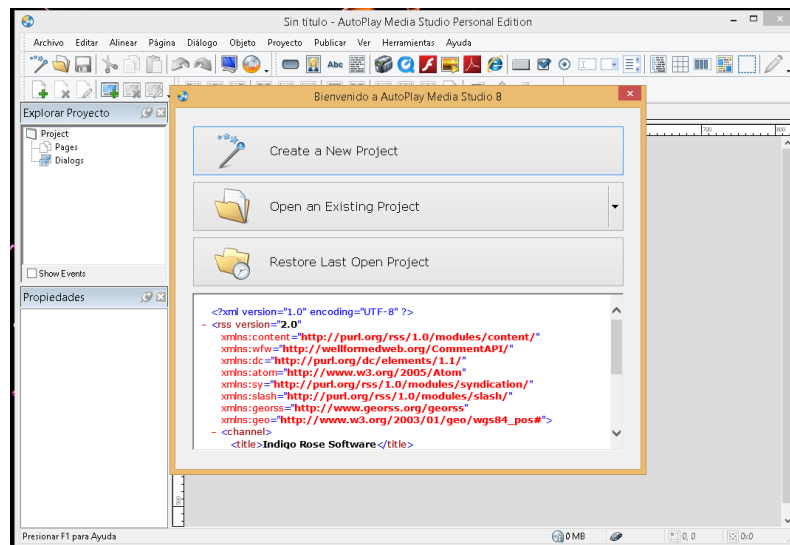 Sin título - AutoPlay Media Studio Personal Edition
Archivo Editar Alinear Página Diálogo Objeto Proyecto Publicar Ver Herramientas Ayuda
Abc
Explorar Proyecto
Project
Pages
Dialogs
Show Events
Propiedades
Bienvenido a AutoPlay Media Studio 8
Create a New Project
Open an Existing Project
Restore Last Open Project
<?xml version="1.0" encoding="UTF-8" ?>
- <rss version="2.0"
xmlns:content="http://purl.org/rss/1.0/modules/content/"
xmlns:wfw="http://wellformedweb.org/CommentAPI/"
xmlns:dc="http://purl.org/dc/elements/1.1/"
xmlns:atom="http://www.w3.org/2005/Atom"
xmlns:sy="http://purl.org/rss/1.0/modules/syndication/"
xmlns:slash="http://purl.org/rss/1.0/modules/slash/"
xmlns:georss="http://www.georss.org/georss"
xmlns:geo="http://www.w3.org/2003/01/geo/wgs84_pos#">
- <channel>
<title>Indigo Rose Software</title>
700 800
500
Presionar F1 para Ayuda
0 MB
0, 0
0x0